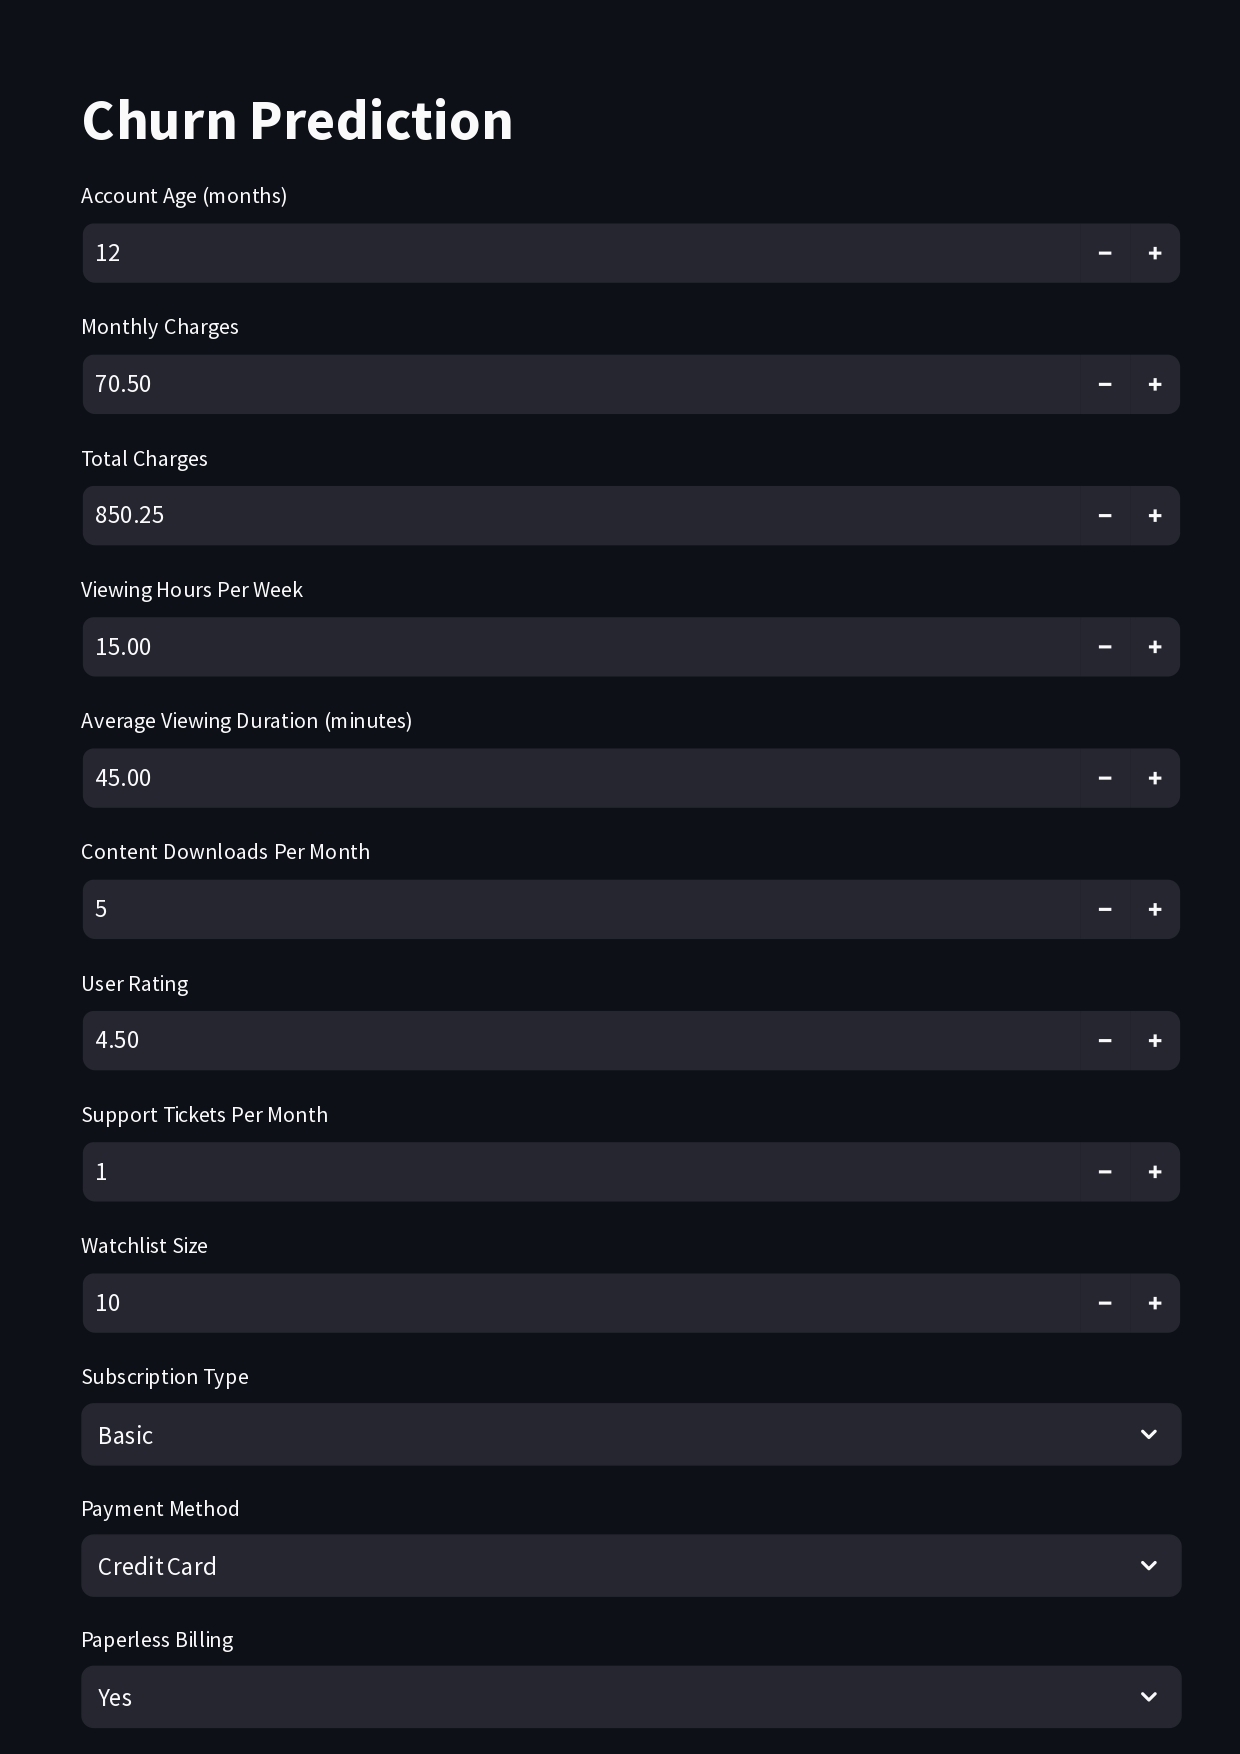 Churn Prediction
Account Age (months)
12
Monthly Charges
70.50
Total Charges
850.25
Viewing Hours Per Week
15.00
Average Viewing Duration (minutes)
45.00
Content Downloads Per Month
5
User Rating
4.50
Support Tickets Per Month
1
Watchlist Size
10
Subscription Type
Basic
Payment Method
Credit Card
Paperless Billing
Yes